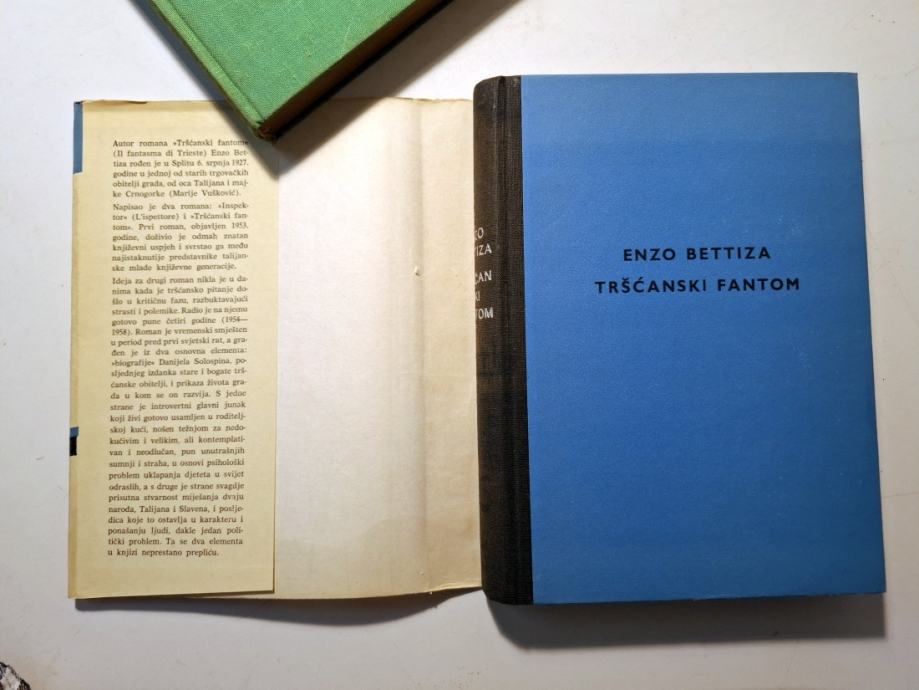 Autor romana »Tršćanski fantom«
(Il fantasma di Trieste) Enzo Bet-
tiza rođen je u Splitu 6. srpnja 1927.
godine u jednoj od starih trgovačkih
obitelji grada, od oca Talijana i maj-
ke Crnogorke (Marije Vušković).
Napisao je dva romana: »Inspek-
tor« (L'ispettore) i »Tršćanski fan-
tom«. Prvi roman, objavljen 1953.
godine, doživio je odmah znatan
književni uspjeh i svrstao ga među
najistaknutije predstavnike talijan-
ske mlade književne generacije.
Ideja za drugi roman nikla je u da-
nima kada je tršćansko pitanje do-
šlo u kritičnu fazu, razbuktavajući
strasti i polemike. Radio je na njemu
gotovo pune četiri godine (1954—
1958). Roman je vremenski smješten
u period pred prvi svjetski rat, a gra-
đen je iz dva osnovna elementa:
»biografije« Danijela Solospina, po-
sljednjeg izdanka stare i bogate trš-
ćanske obitelji, i prikaza života gra-
da u kom se on razvija. S jedne
strane je introvertni glavni junak
koji živi gotovo usamljen u roditelj-
skoj kući, nošen težnjom za nedo-
kučivim i velikim, ali kontemplati-
van i neodlučan, pun unutrašnjih
sumnji i straha, u osnovi psihološki
problem uklapanja djeteta u svijet
odraslih, a s druge je strane svagdje
prisutna stvarnost miješanja dvaju
naroda, Talijana i Slavena, i poslje-
dica koje to ostavlja u karakteru i
ponašanju ljudi, dakle jedan poli-
tički problem. Ta se dva elementa
u knjizi neprestano prepliću.
ZO
TIZA
ĆAN
KI
TOM
ENZO BETTIZA
TRŠĆANSKI FANTOM